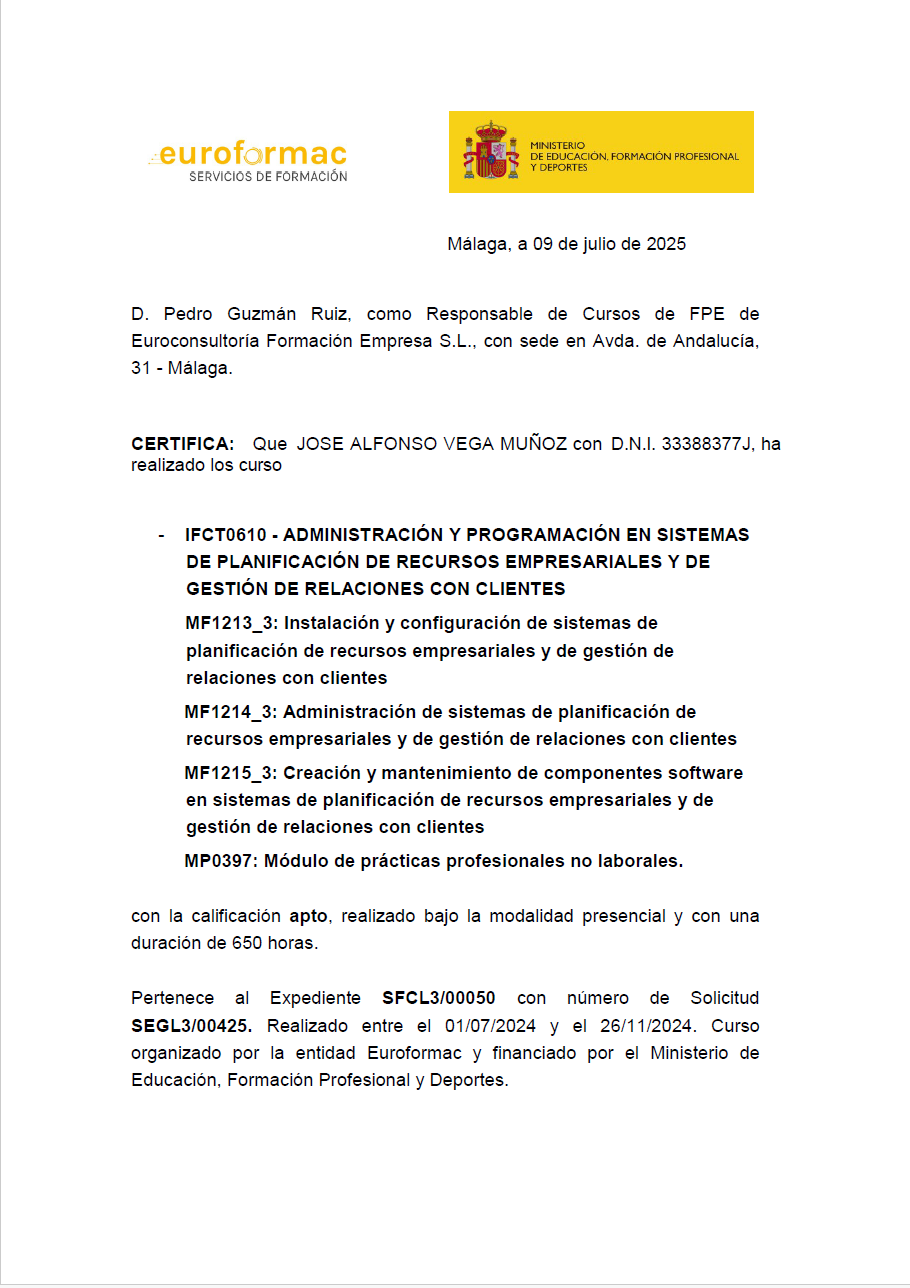 euroformac
SERVICIOS DE FORMACIÓN
MINISTERIO
DE EDUCACIÓN, FORMACIÓN PROFESIONAL
Y DEPORTES
Málaga, a 09 de julio de 2025
D. Pedro Guzmán Ruiz, como Responsable de Cursos de FPE de
Euroconsultoría Formación Empresa S.L., con sede en Avda. de Andalucía,
31 - Málaga.
CERTIFICA: Que JOSE ALFONSO VEGA MUÑOZ con D.N.I. 33388377J, ha
realizado los curso
- IFCT0610 - ADMINISTRACIÓN Y PROGRAMACIÓN EN SISTEMAS
DE PLANIFICACIÓN DE RECURSOS EMPRESARIALES Y DE
GESTIÓN DE RELACIONES CON CLIENTES
MF1213_3: Instalación y configuración de sistemas de
planificación de recursos empresariales y de gestión de
relaciones con clientes
MF1214_3: Administración de sistemas de planificación de
recursos empresariales y de gestión de relaciones con clientes
MF1215_3: Creación y mantenimiento de componentes software
en sistemas de planificación de recursos empresariales y de
gestión de relaciones con clientes
MP0397: Módulo de prácticas profesionales no laborales.
con la calificación apto, realizado bajo la modalidad presencial y con una
duración de 650 horas.
Pertenece al Expediente SFCL3/00050 con número de Solicitud
SEGL3/00425. Realizado entre el 01/07/2024 y el 26/11/2024. Curso
organizado por la entidad Euroformac y financiado por el Ministerio de
Educación, Formación Profesional y Deportes.